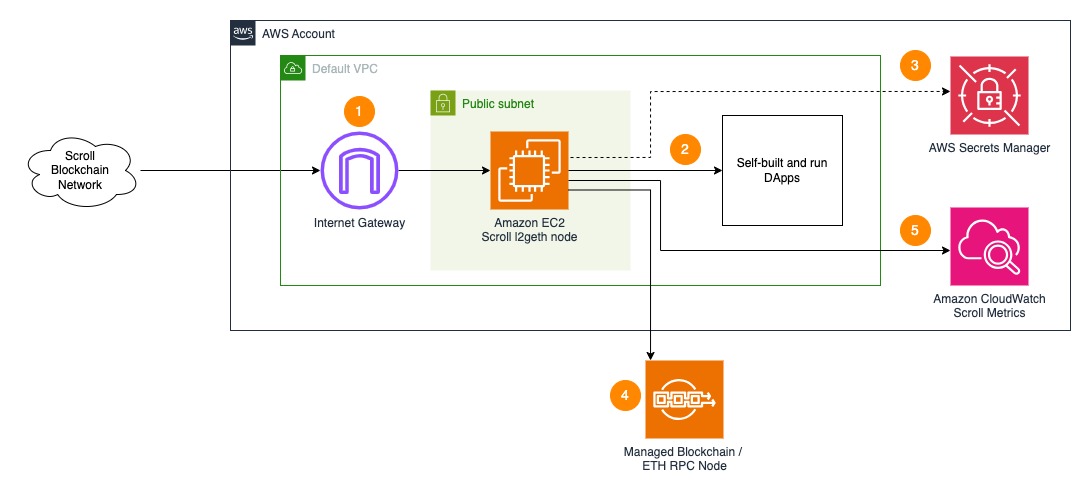 aws
AWS Account
Default VPC
3
1
Public subnet
Scroll
Blockchain
Network
2
Self-built and run
DApps
AWS Secrets Manager
Internet Gateway
Amazon EC2
Scroll l2geth node
5
Amazon CloudWatch
Scroll Metrics
4
Managed Blockchain /
ETH RPC Node